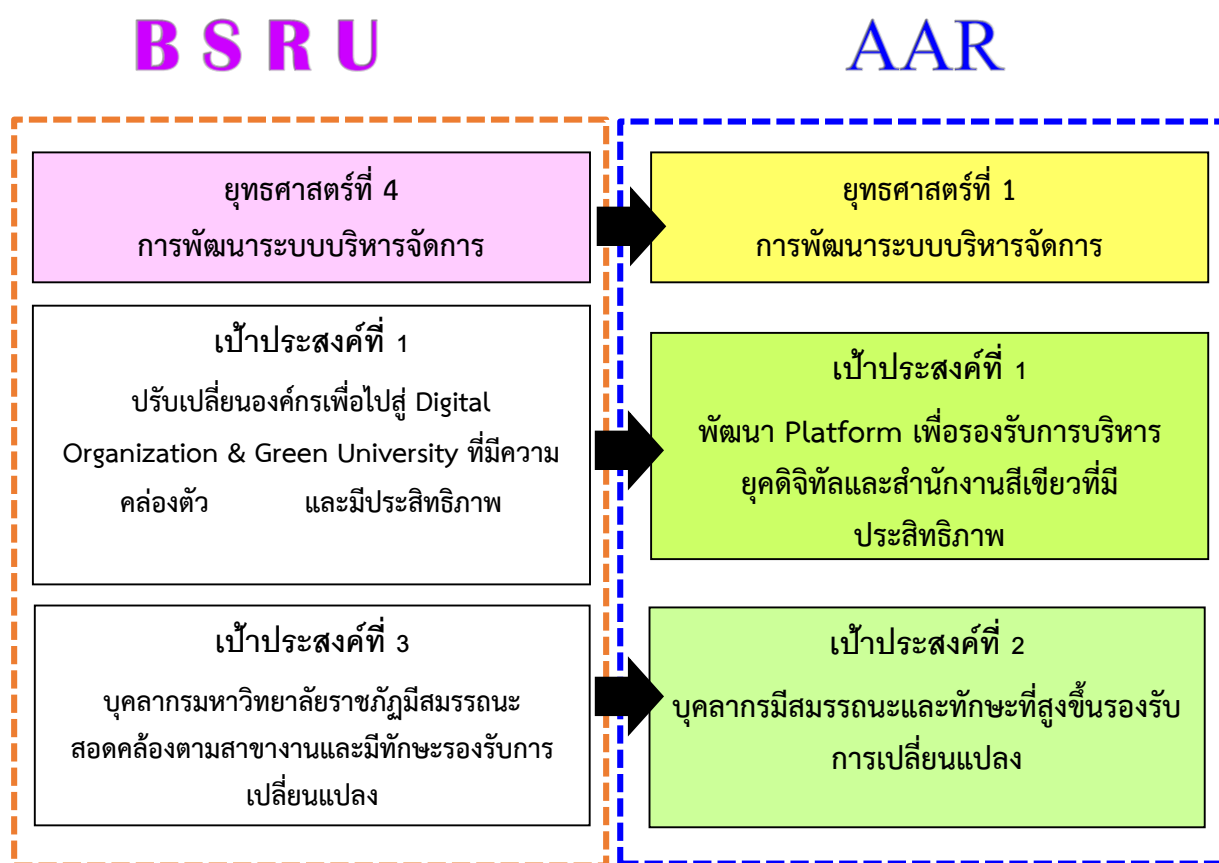 B S R U
AAR
ยุทธศาสตร์ที่ 4
การพัฒนาระบบบริหารจัดการ
ยุทธศาสตร์ที่ 1
การพัฒนาระบบบริหารจัดการ
เป้าประสงค์ที่ 1
ปรับเปลี่ยนองค์กรเพื่อไปสู่ Digital
Organization & Green University ที่มีความ
คล่องตัว และมีประสิทธิภาพ
เป้าประสงค์ที่ 1
พัฒนา Platform เพื่อรองรับการบริหาร
ยุคดิจิทัลและสำนักงานสีเขียวที่มี
ประสิทธิภาพ
เป้าประสงค์ที่ 3
บุคลากรมหาวิทยาลัยราชภัฏมีสมรรถนะ
สอดคล้องตามสาขางานและมีทักษะรองรับการ
เปลี่ยนแปลง
เป้าประสงค์ที่ 2
บุคลากรมีสมรรถนะและทักษะที่สูงขึ้นรองรับ
การเปลี่ยนแปลง